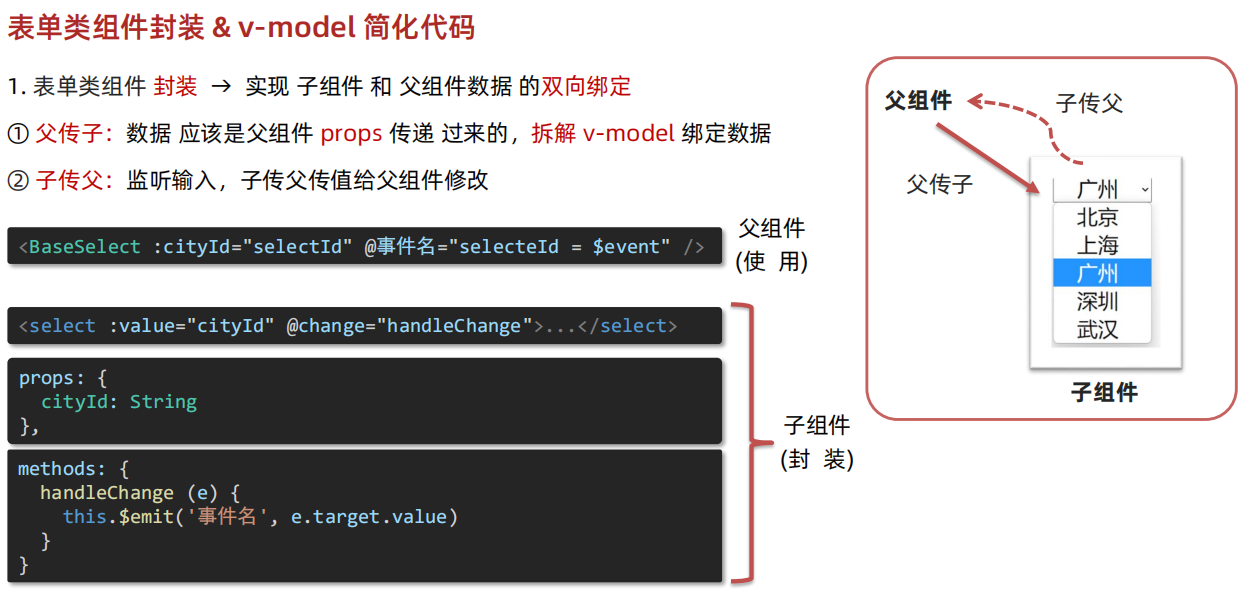 表单类组件封装 & v-model 简化代码
1. 表单类组件 封装 → 实现 子组件 和 父组件数据 的双向绑定
① 父传子：数据 应该是父组件 props 传递 过来的，拆解 v-model 绑定数据
② 子传父：监听输入，子传父传值给父组件修改
<BaseSelect :cityId="selectId" @事件名="selecteId = $event" />
父组件
(使 用)
<select :value="cityId" @change="handleChange">...</select>
props: {
  cityId: String
},
methods: {
  handleChange (e) {
    this.$emit('事件名', e.target.value)
  }
}
子组件
(封 装)
父组件
子传父
父传子
广州
北京
上海
广州
深圳
武汉
子组件